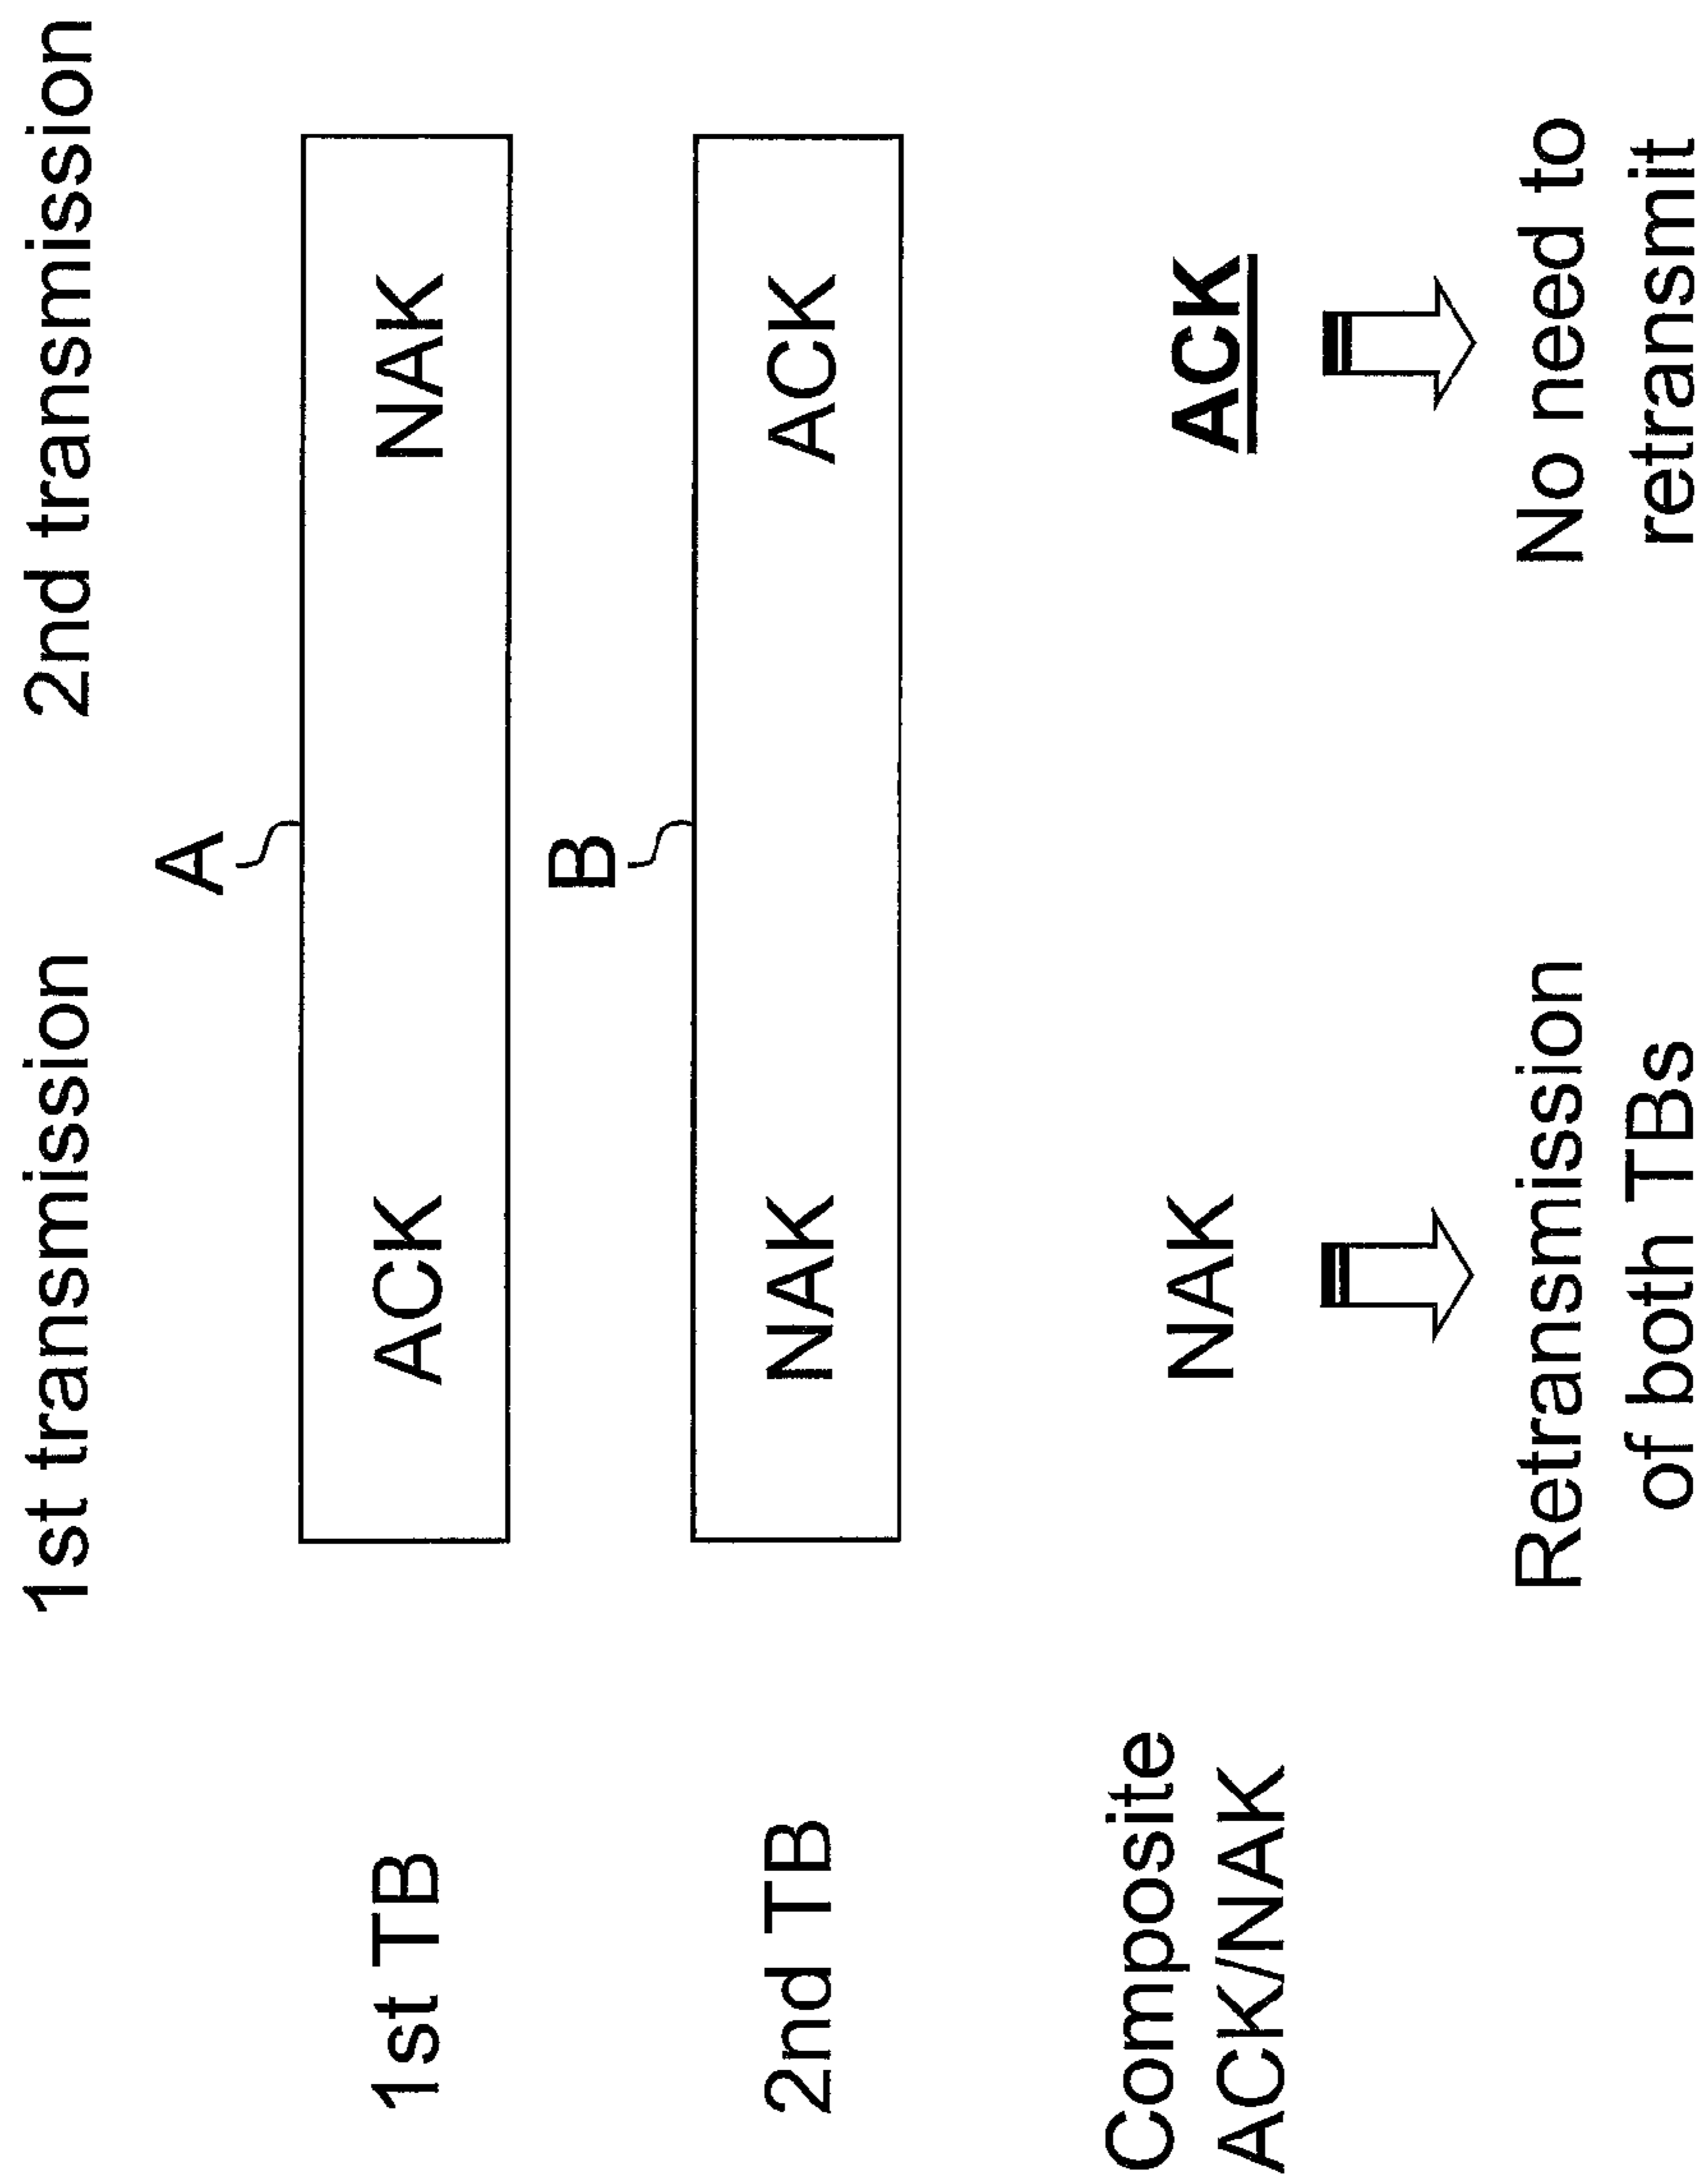 1st transmission
2nd transmission
A
1st TB
ACK
NAK
B
2nd TB
NAK
ACK
Composite
ACK/NAK
NAK
ACK
Retransmission
of both TBs
No need to
retransmit